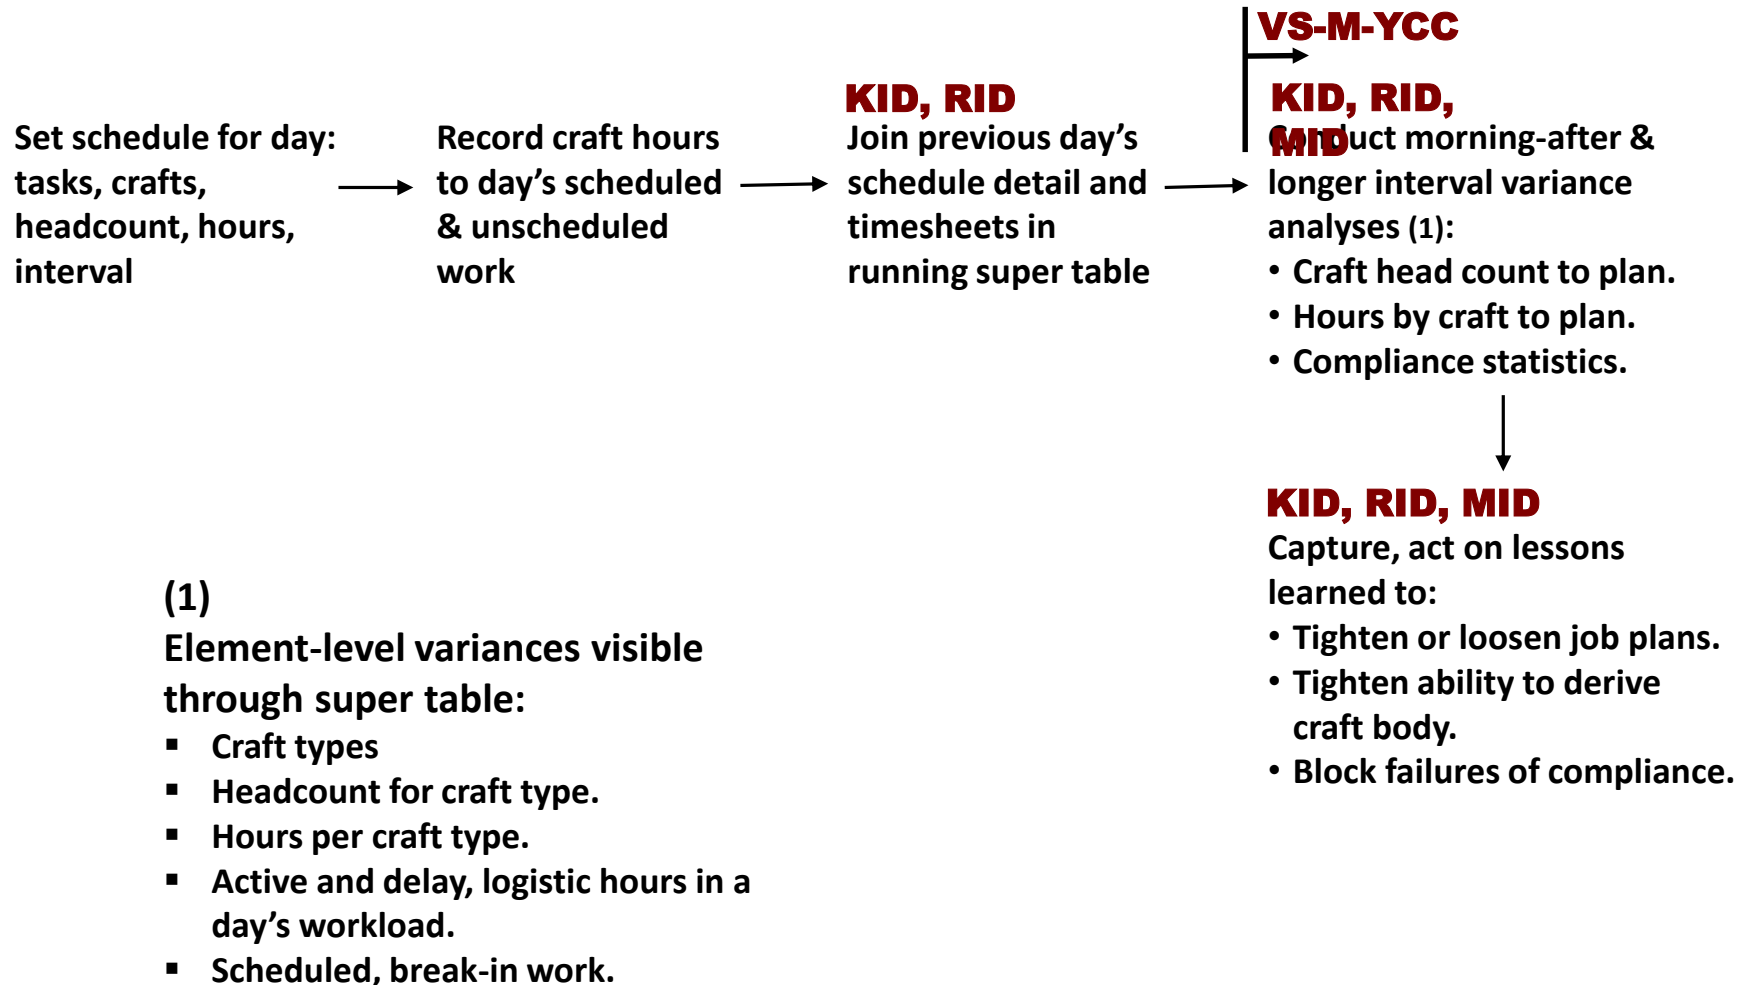 Set schedule for day:
tasks, crafts,
headcount, hours,
interval
Record craft hours
to day’s scheduled
& unscheduled
work
KID, RID
Join previous day’s
schedule detail and
timesheets in
running super table
VS-M-YCC
KID, RID,
MID
Conduct morning-after &
longer interval variance
analyses (1):
• Craft head count to plan.
• Hours by craft to plan.
• Compliance statistics.
KID, RID, MID
Capture, act on lessons
learned to:
• Tighten or loosen job plans.
• Tighten ability to derive
craft body.
• Block failures of compliance.
(1)
Element-level variances visible
through super table:
▪ Craft types
▪ Headcount for craft type.
▪ Hours per craft type.
▪ Active and delay, logistic hours in a
day’s workload.
▪ Scheduled, break-in work.